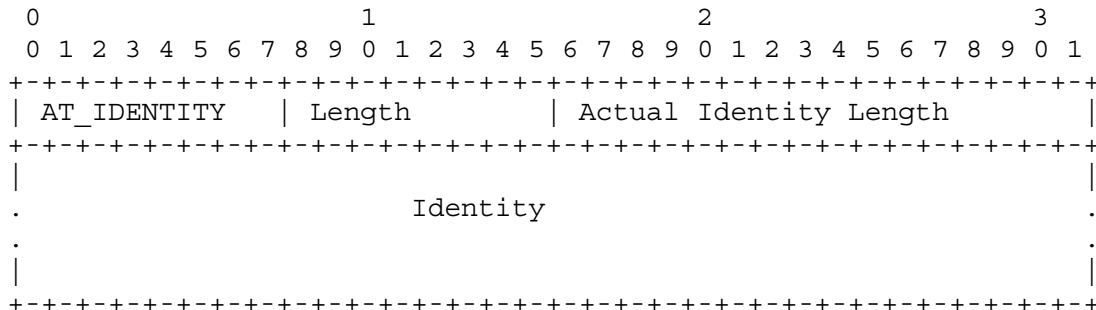 0                   1                   2                   3
0 1 2 3 4 5 6 7 8 9 0 1 2 3 4 5 6 7 8 9 0 1 2 3 4 5 6 7 8 9 0 1
+-+-+-+-+-+-+-+-+-+-+-+-+-+-+-+-+-+-+-+-+-+-+-+-+-+-+-+-+-+-+-+-+
| AT_IDENTITY   | Length        | Actual Identity Length        |
+-+-+-+-+-+-+-+-+-+-+-+-+-+-+-+-+-+-+-+-+-+-+-+-+-+-+-+-+-+-+-+-+
|                                                               |
.                       Identity                                .
.                                                               .
|                                                               |
+-+-+-+-+-+-+-+-+-+-+-+-+-+-+-+-+-+-+-+-+-+-+-+-+-+-+-+-+-+-+-+-+